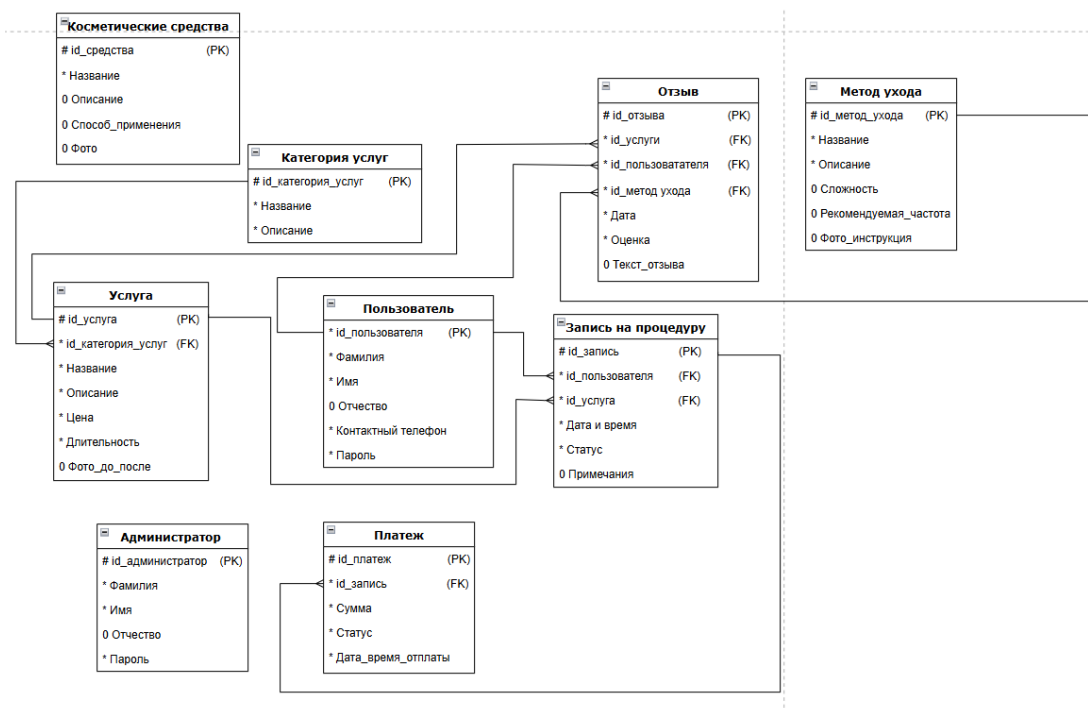 Косметические средства
# id_средства (PK)
* Название
0 Описание
0 Способ_применения
0 Фото
Категория услуг
# id_категория_услуг (PK)
* Название
* Описание
Отзыв
# id_отзыва (PK)
* id_услуги (FK)
* id_пользоватателя (FK)
* id_метод ухода (FK)
* Дата
* Оценка
0 Текст_отзыва
Метод ухода
# id_метод_ухода (PK)
* Название
* Описание
0 Сложность
0 Рекомендуемая_частота
0 Фото_инструкция
Услуга
# id_услуга (PK)
* id_категория_услуг (FK)
* Название
* Описание
* Цена
* Длительность
0 Фото_до_после
Пользователь
* id_пользователя (PK)
* Фамилия
* Имя
0 Отчество
* Контактный телефон
* Пароль
Запись на процедуру
# id_запись (PK)
* id_пользователя (FK)
* id_услуга (FK)
* Дата и время
* Статус
0 Примечания
Администратор
# id_администратор (PK)
* Фамилия
* Имя
0 Отчество
* Пароль
Платеж
# id_платеж (PK)
* id_запись (FK)
* Сумма
* Статус
* Дата_время_отплаты